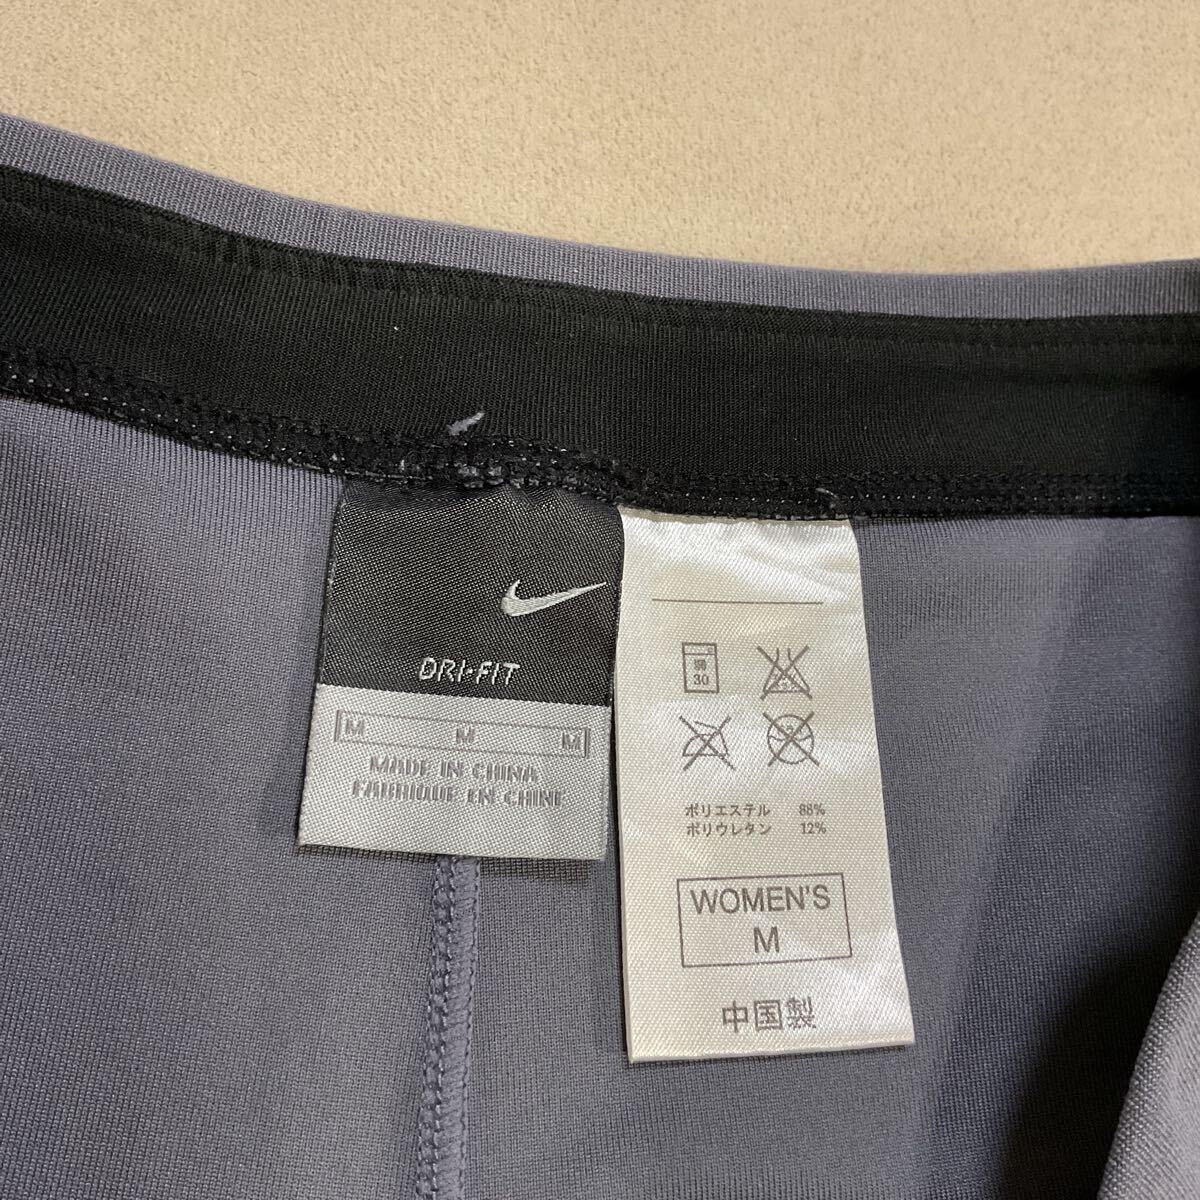 DRI-FIT
M M M
MADE IN CHINA
FABRIQUE EN CHINE
弱
30
ポリエステル 88%
ポリウレタン 12%
WOMEN'S
M
中国製